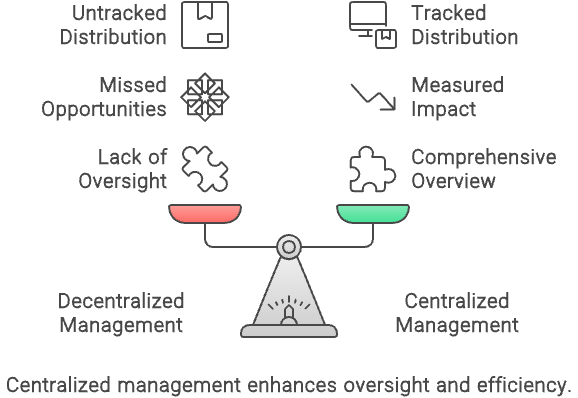 Untracked
Distribution
Tracked
Distribution
Missed
Opportunities
Measured
Impact
Lack of
Oversight
Comprehensive
Overview
Decentralized
Management
Centralized
Management
Centralized management enhances oversight and efficiency.